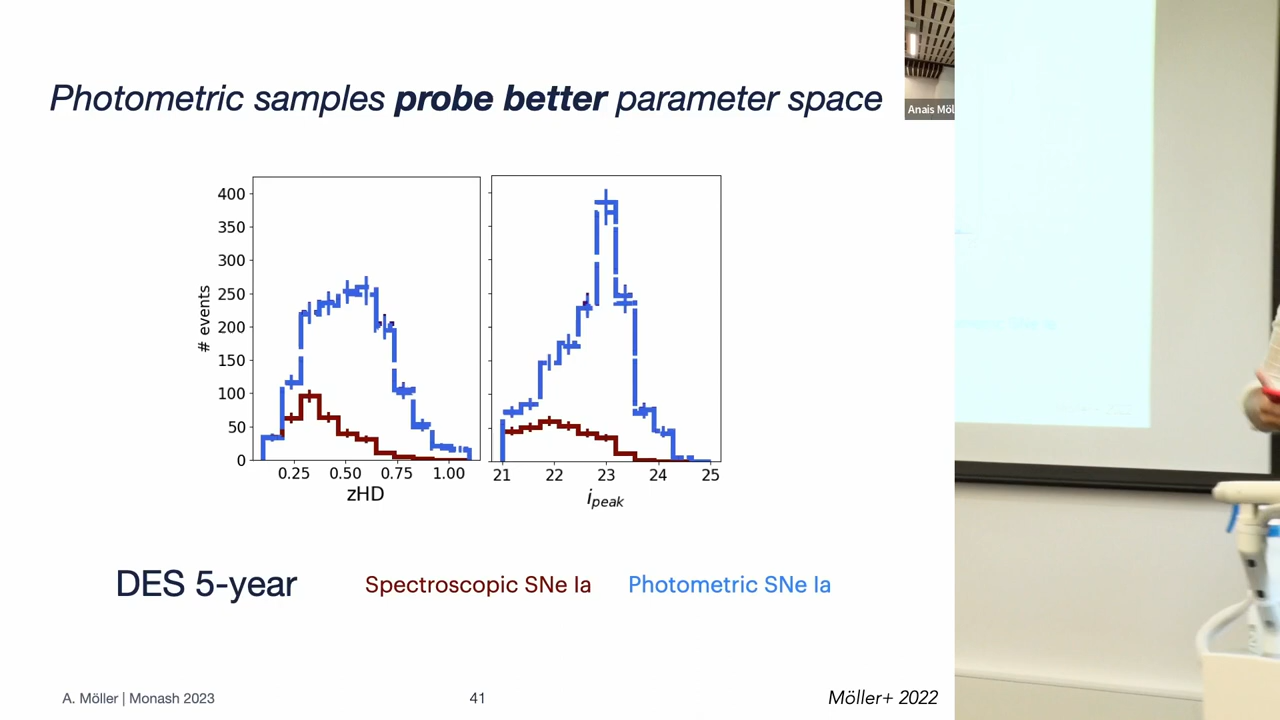 Photometric samples probe better parameter space
Anais Möl
400
350
300
250
200
150
100
50
0
# events
0.25 0.50 0.75 1.00
zHD
21 22 23 24 25
i_peak
DES 5-year
Spectroscopic SNe Ia
Photometric SNe Ia
A. Möller | Monash 2023
41
Möller+ 2022